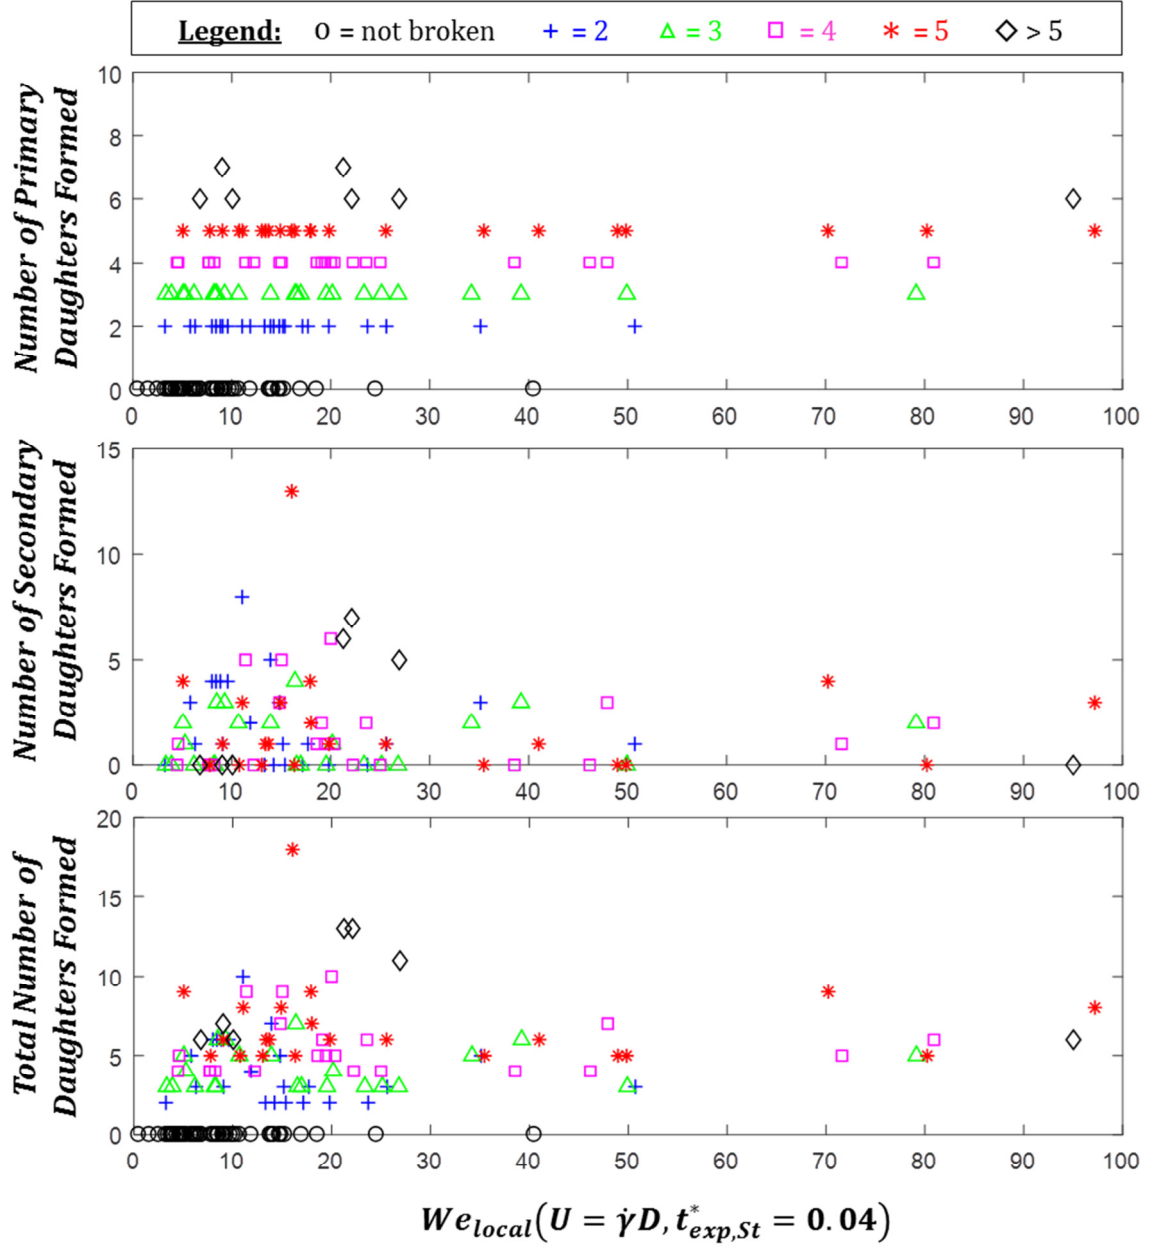 Legend: o = not broken + = 2 △ = 3 □ = 4 * = 5 ◇ > 5
Number of Primary
Daughters Formed
10
8
6
4
2
0
0 10 20 30 40 50 60 70 80 90 100
Number of Secondary
Daughters Formed
15
10
5
0
0 10 20 30 40 50 60 70 80 90 100
Total Number of
Daughters Formed
20
15
10
5
0
0 10 20 30 40 50 60 70 80 90 100
We_local(U = γ̇D, t*_exp,St = 0.04)